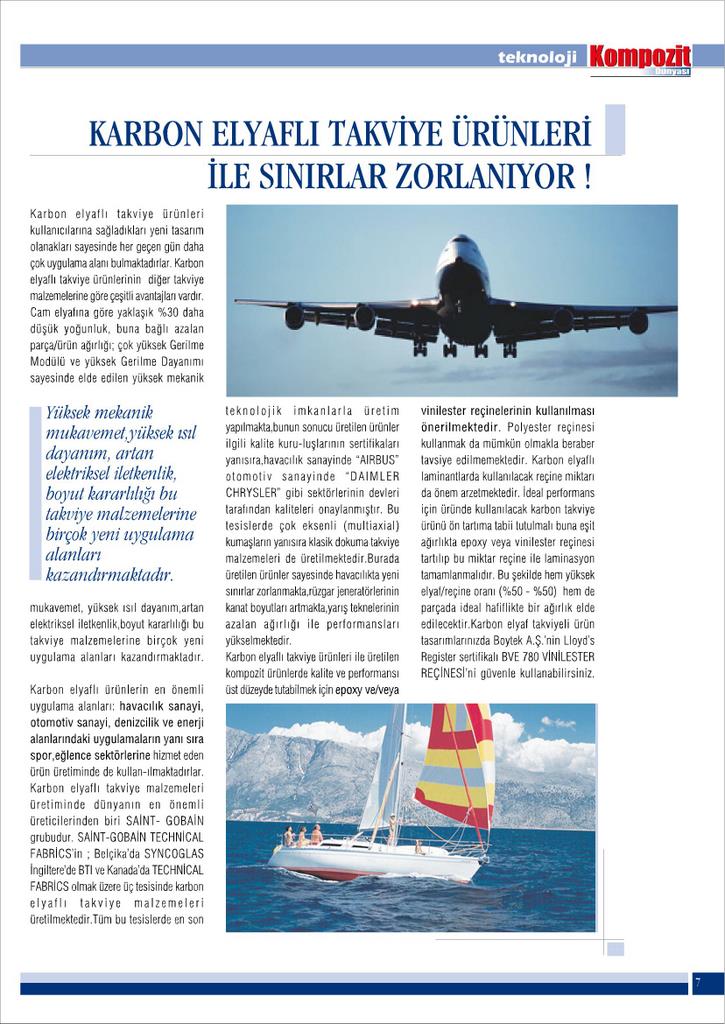 teknoloji Kompozit
Dünyası
KARBON ELYAFLI TAKVİYE ÜRÜNLERİ
İLE SINIRLAR ZORLANIYOR !
Karbon elyaflı takviye ürünleri
kullanıcılarına sağladıkları yeni tasarım
olanakları sayesinde her geçen gün daha
çok uygulama alanı bulmaktadırlar. Karbon
elyaflı takviye ürünlerinin diğer takviye
malzemelerine göre çeşitli avantajları vardır.
Cam elyafına göre yaklaşık %30 daha
düşük yoğunluk, buna bağlı azalan
parça/ürün ağırlığı; çok yüksek Gerilme
Modülü ve yüksek Gerilme Dayanımı
sayesinde elde edilen yüksek mekanik
Yüksek mekanik
mukavemet,yüksek ısıl
dayanım, artan
elektriksel iletkenlik,
boyut kararlılığı bu
takviye malzemelerine
birçok yeni uygulama
alanları
kazandırmaktadır.
mukavemet, yüksek ısıl dayanım,artan
elektriksel iletkenlik,boyut kararlılığı bu
takviye malzemelerine birçok yeni
uygulama alanları kazandırmaktadır.
Karbon elyaflı ürünlerin en önemli
uygulama alanları: havacılık sanayi,
otomotiv sanayi, denizcilik ve enerji
alanlarındaki uygulamaların yanı sıra
spor,eğlence sektörlerine hizmet eden
ürün üretiminde de kullan-ılmaktadırlar.
Karbon elyaflı takviye malzemeleri
üretiminde dünyanın en önemli
üreticilerinden biri SAİNT- GOBAİN
grubudur. SAİNT-GOBAİN TECHNİCAL
FABRİCS'in ; Belçika'da SYNCOGLAS
İngiltere'de BTI ve Kanada'da TECHNİCAL
FABRİCS olmak üzere üç tesisinde karbon
elyaflı takviye malzemeleri
üretilmektedir.Tüm bu tesislerde en son
teknolojik imkanlarla üretim
yapılmakta,bunun sonucu üretilen ürünler
ilgili kalite kuru-luşlarının sertifikaları
yanısıra,havacılık sanayinde "AIRBUS"
otomotiv sanayinde "DAIMLER
CHRYSLER" gibi sektörlerinin devleri
tarafından kaliteleri onaylanmıştır. Bu
tesislerde çok eksenli (multiaxial)
kumaşların yanısıra klasik dokuma takviye
malzemeleri de üretilmektedir.Burada
üretilen ürünler sayesinde havacılıkta yeni
sınırlar zorlanmakta,rüzgar jeneratörlerinin
kanat boyutları artmakta,yarış teknelerinin
azalan ağırlığı ile performansları
yükselmektedir.
Karbon elyaflı takviye ürünleri ile üretilen
kompozit ürünlerde kalite ve performansı
üst düzeyde tutabilmek için epoxy ve/veya
vinilester reçinelerinin kullanılması
önerilmektedir. Polyester reçinesi
kullanmak da mümkün olmakla beraber
tavsiye edilmemektedir. Karbon elyaflı
laminantlarda kullanılacak reçine miktarı
da önem arzetmektedir. İdeal performans
için üründe kullanılacak karbon takviye
ürünü ön tartıma tabii tutulmalı buna eşit
ağırlıkta epoxy veya vinilester reçinesi
tartılıp bu miktar reçine ile laminasyon
tamamlanmalıdır. Bu şekilde hem yüksek
elyaf/reçine oranı (%50 - %50) hem de
parçada ideal hafiflikte bir ağırlık elde
edilecektir.Karbon elyaf takviyeli ürün
tasarımlarınızda Boytek A.Ş.'nin Lloyd's
Register sertifikalı BVE 780 VİNİLESTER
REÇİNESİ'ni güvenle kullanabilirsiniz.
7